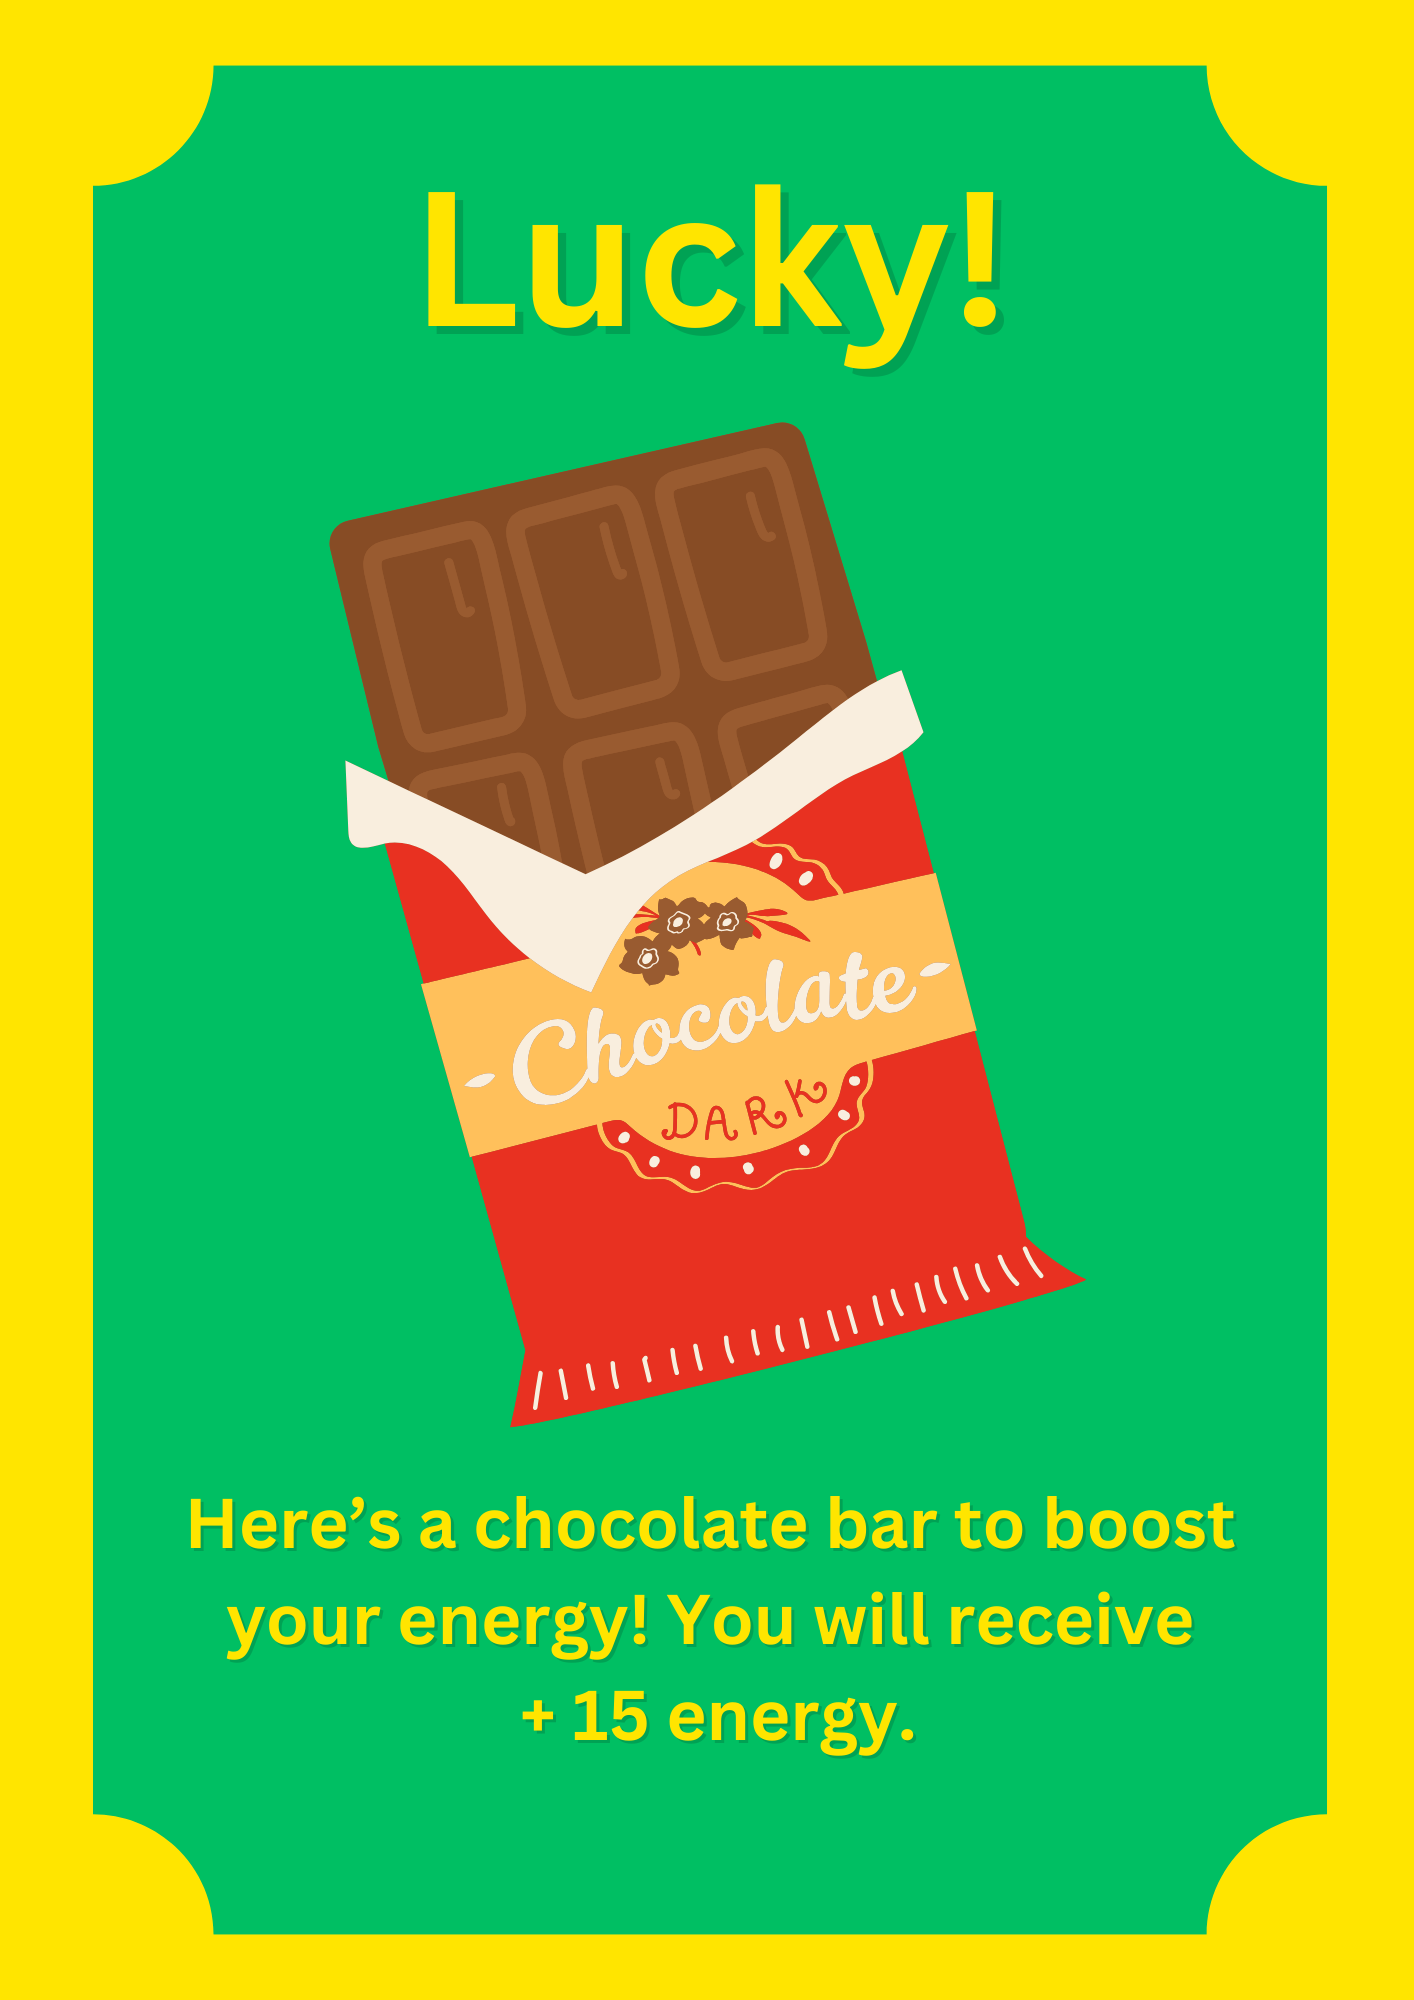 Lucky!
Chocolate
DARK
Here’s a chocolate bar to boost
your energy! You will receive
+ 15 energy.